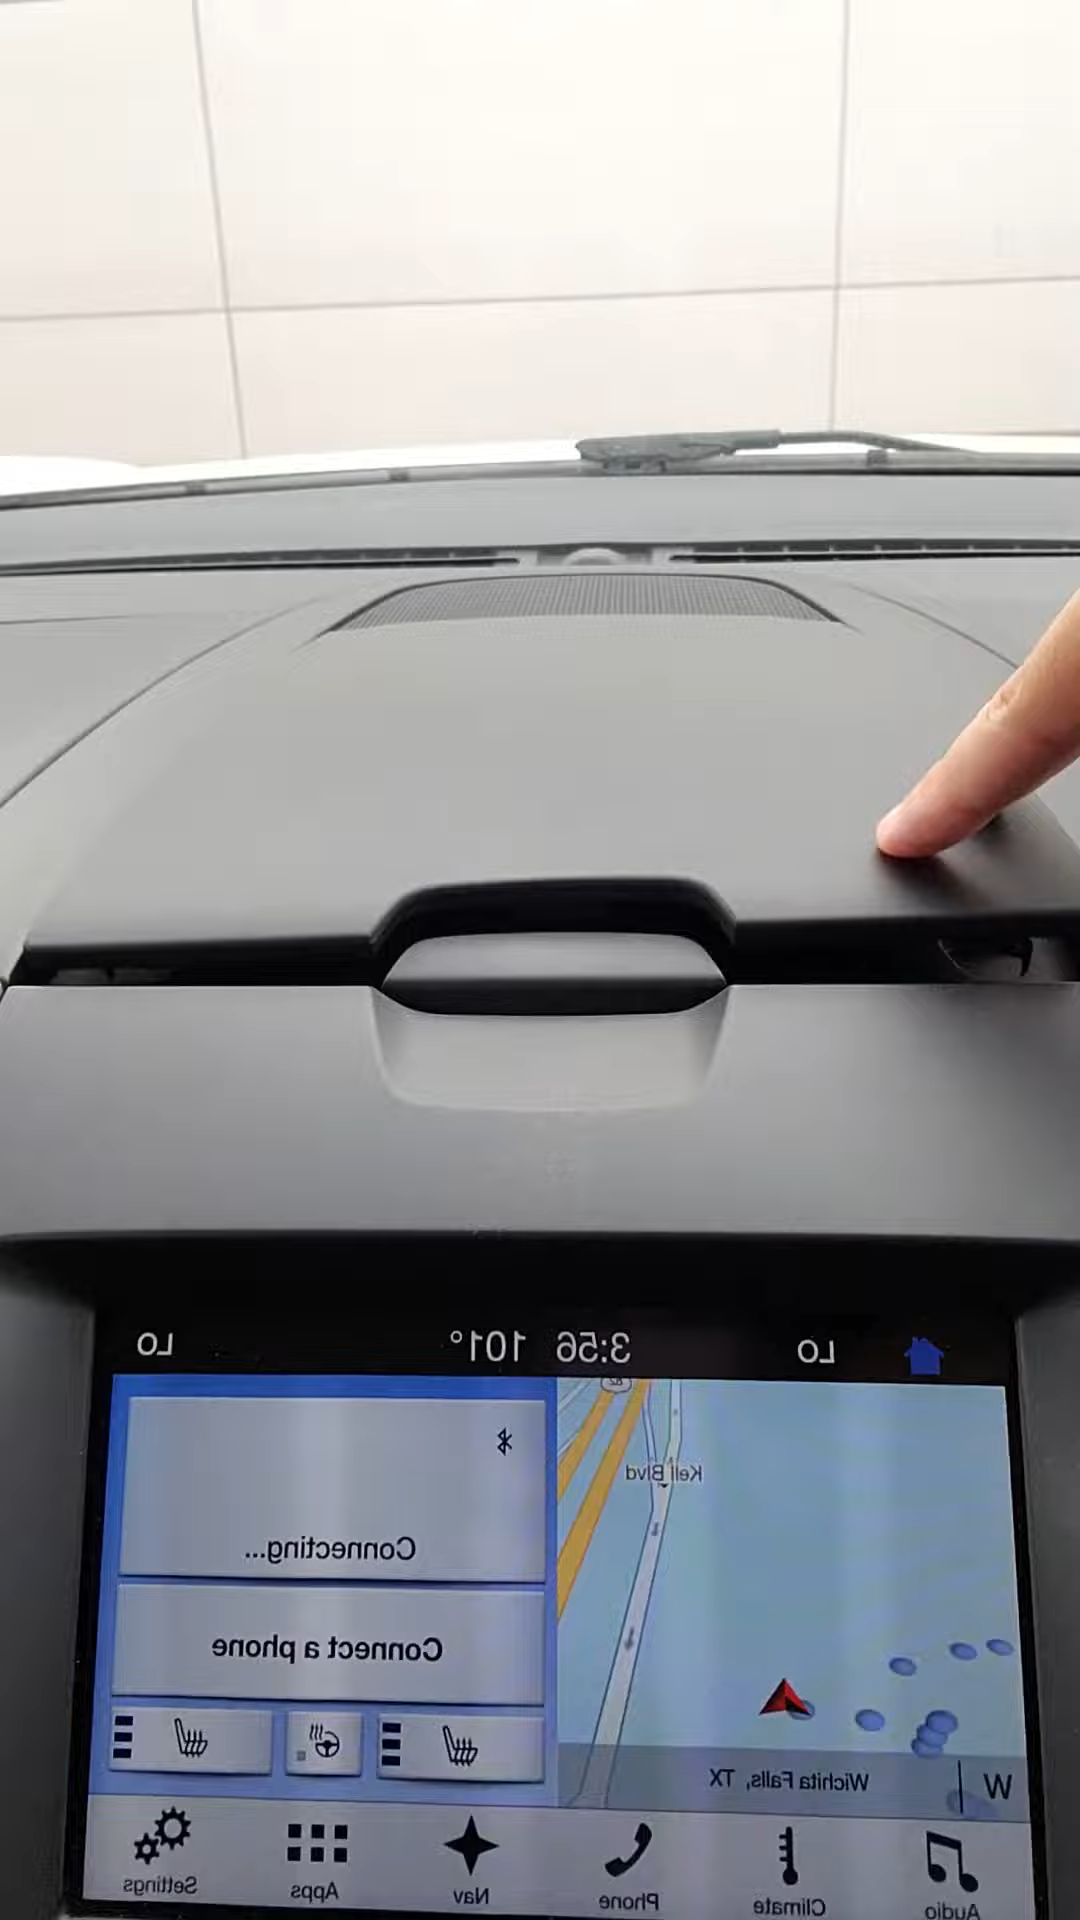 LO 3:56 101° LO
82
Kell Blvd
W Wichita Falls, TX
Connecting...
Connect a phone
Audio Climate Phone Nav Apps Settings